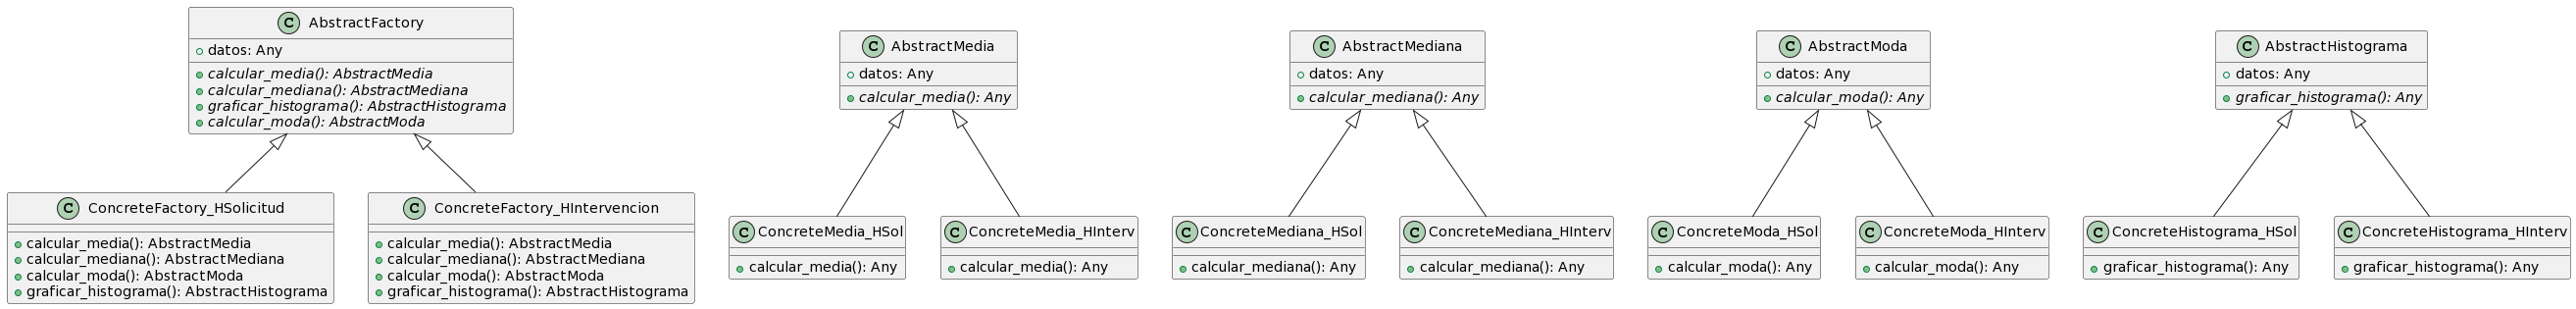 C AbstractFactory
datos: Any
calcular_media(): AbstractMedia
calcular_mediana(): AbstractMediana
graficar_histograma(): AbstractHistograma
calcular_moda(): AbstractModa
C AbstractMedia
datos: Any
calcular_media(): Any
C AbstractMediana
datos: Any
calcular_mediana(): Any
C AbstractModa
datos: Any
calcular_moda(): Any
C AbstractHistograma
datos: Any
graficar_histograma(): Any
C ConcreteFactory_HSolicitud
calcular_media(): AbstractMedia
calcular_mediana(): AbstractMediana
calcular_moda(): AbstractModa
graficar_histograma(): AbstractHistograma
C ConcreteFactory_HIntervencion
calcular_media(): AbstractMedia
calcular_mediana(): AbstractMediana
calcular_moda(): AbstractModa
graficar_histograma(): AbstractHistograma
C ConcreteMedia_HSol
calcular_media(): Any
C ConcreteMedia_HInterv
calcular_media(): Any
C ConcreteMediana_HSol
calcular_mediana(): Any
C ConcreteMediana_HInterv
calcular_mediana(): Any
C ConcreteModa_HSol
calcular_moda(): Any
C ConcreteModa_HInterv
calcular_moda(): Any
C ConcreteHistograma_HSol
graficar_histograma(): Any
C ConcreteHistograma_HInterv
graficar_histograma(): Any